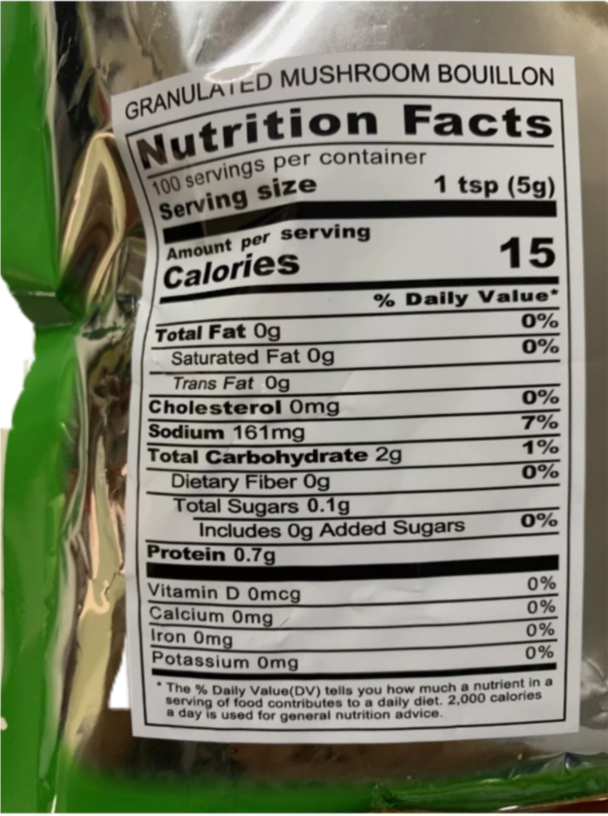 GRANULATED MUSHROOM BOUILLON
Nutrition Facts
100 servings per container
Serving size 1 tsp (5g)
Amount per serving
Calories 15
% Daily Value*
Total Fat 0g 0%
Saturated Fat 0g 0%
Trans Fat 0g
Cholesterol 0mg 0%
Sodium 161mg 7%
Total Carbohydrate 2g 1%
Dietary Fiber 0g 0%
Total Sugars 0.1g
Includes 0g Added Sugars 0%
Protein 0.7g
Vitamin D 0mcg 0%
Calcium 0mg 0%
Iron 0mg 0%
Potassium 0mg 0%
* The % Daily Value(DV) tells you how much a nutrient in a
serving of food contributes to a daily diet. 2,000 calories
a day is used for general nutrition advice.